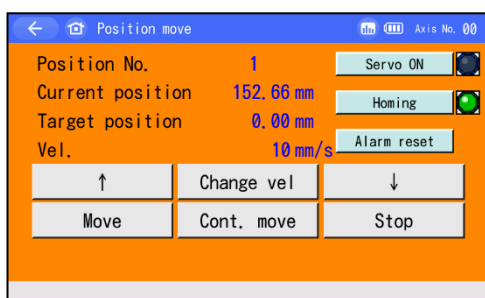 Position move Axis No. 00
Position No. 1 Servo ON
Current position 152.66 mm
Homing
Target position 0.00 mm
Alarm reset
Vel. 10 mm/s
↑ Change vel ↓
Move Cont. move Stop